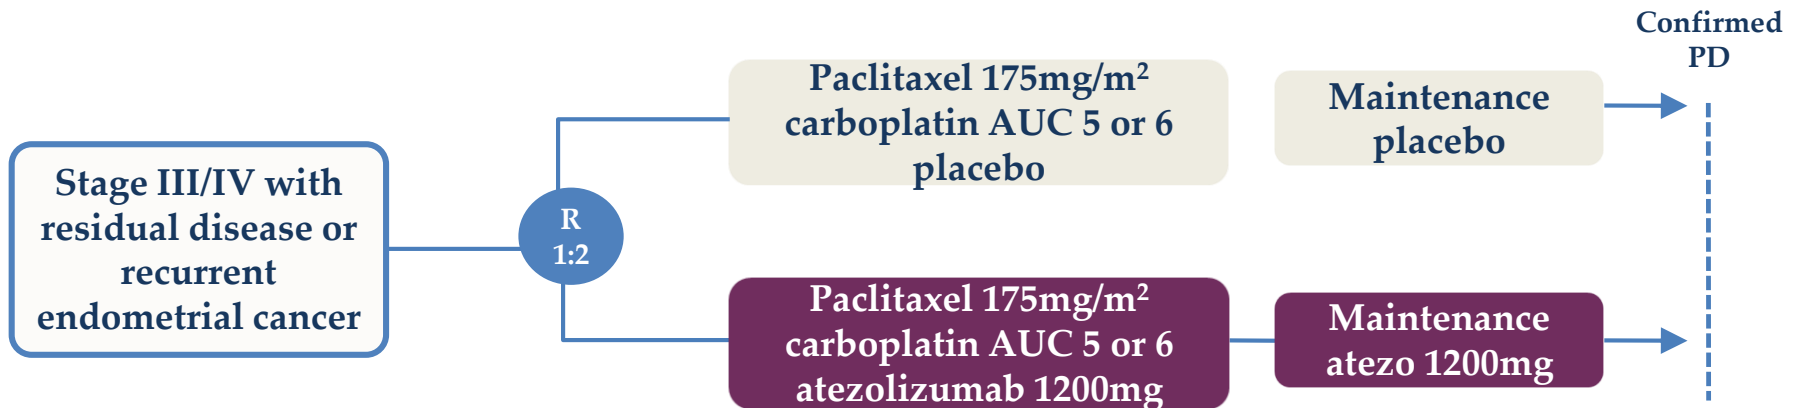 Confirmed
PD
Paclitaxel 175mg/m²
carboplatin AUC 5 or 6
placebo
Maintenance
placebo
Stage III/IV with
residual disease or
recurrent
endometrial cancer
R
1:2
Paclitaxel 175mg/m²
carboplatin AUC 5 or 6
atezolizumab 1200mg
Maintenance
atezo 1200mg